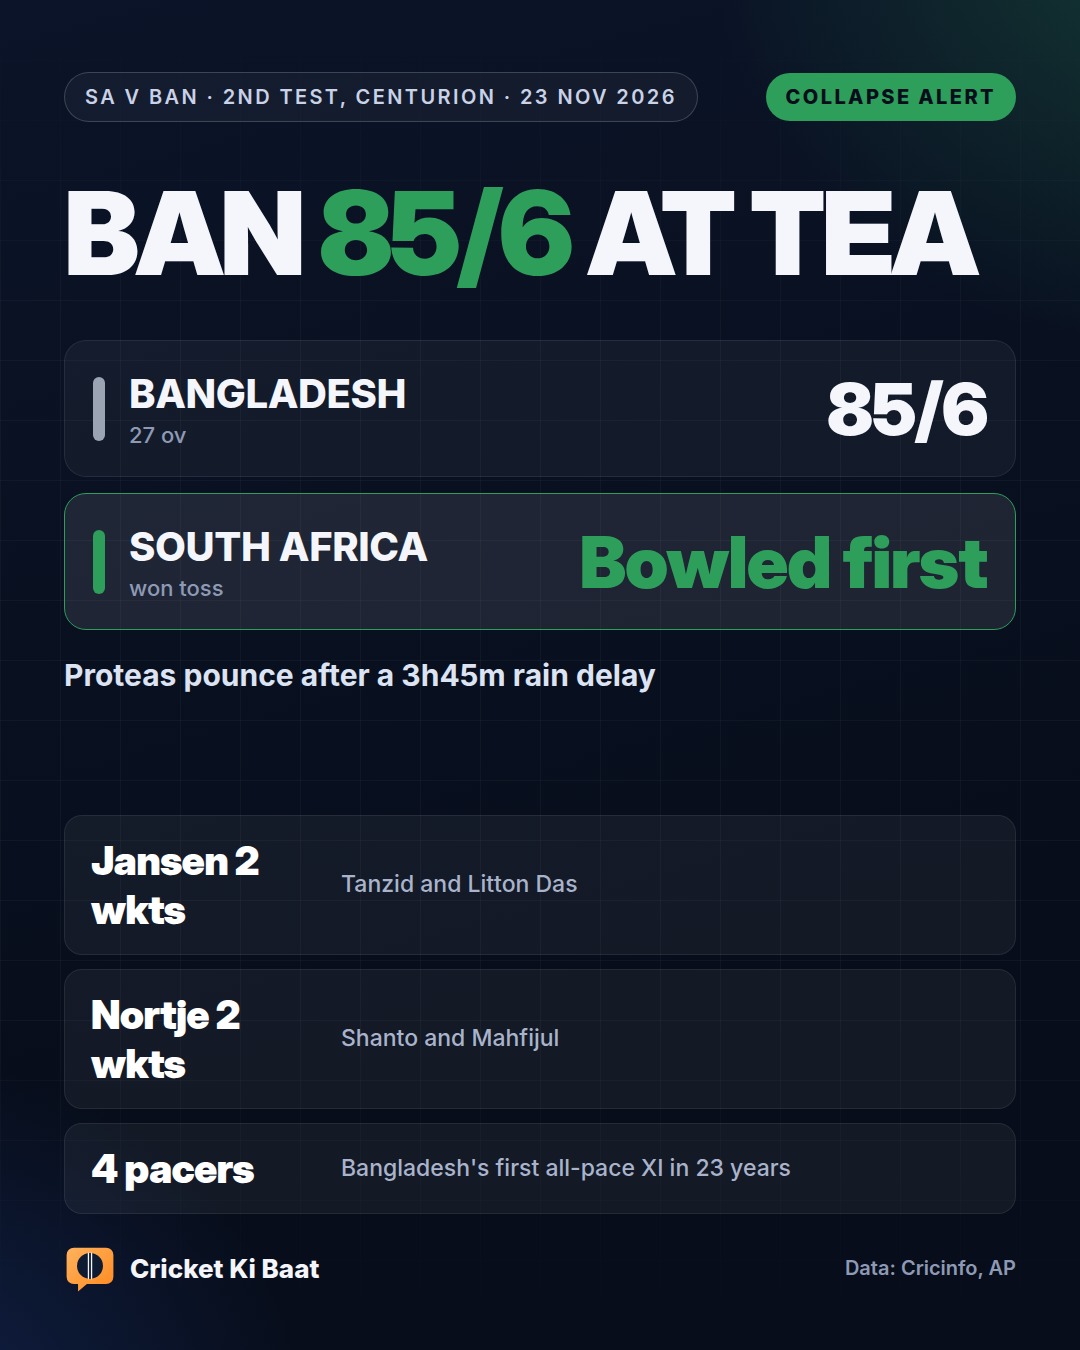 SA V BAN · 2ND TEST, CENTURION · 23 NOV 2026
COLLAPSE ALERT
BAN 85/6 AT TEA
BANGLADESH
27 ov
85/6
SOUTH AFRICA
won toss
Bowled first
Proteas pounce after a 3h45m rain delay
Jansen 2
wkts
Tanzid and Litton Das
Nortje 2
wkts
Shanto and Mahfijul
4 pacers
Bangladesh's first all-pace XI in 23 years
Cricket Ki Baat
Data: Cricinfo, AP